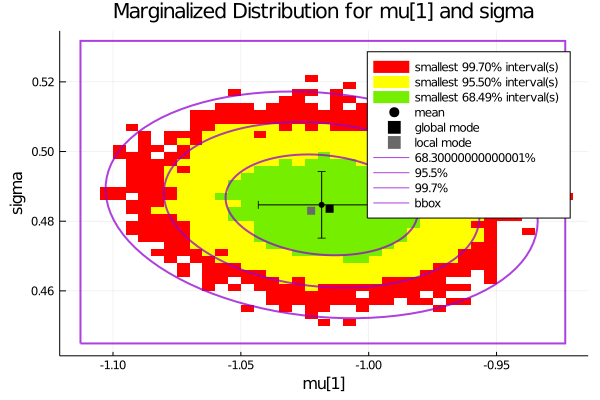 Marginalized Distribution for mu[1] and sigma
smallest 99.70% interval(s)
smallest 95.50% interval(s)
smallest 68.49% interval(s)
mean
global mode
local mode
68.30000000000001%
95.5%
99.7%
bbox
0.52
0.50
0.48
0.46
sigma
-1.10
-1.05
-1.00
-0.95
mu[1]